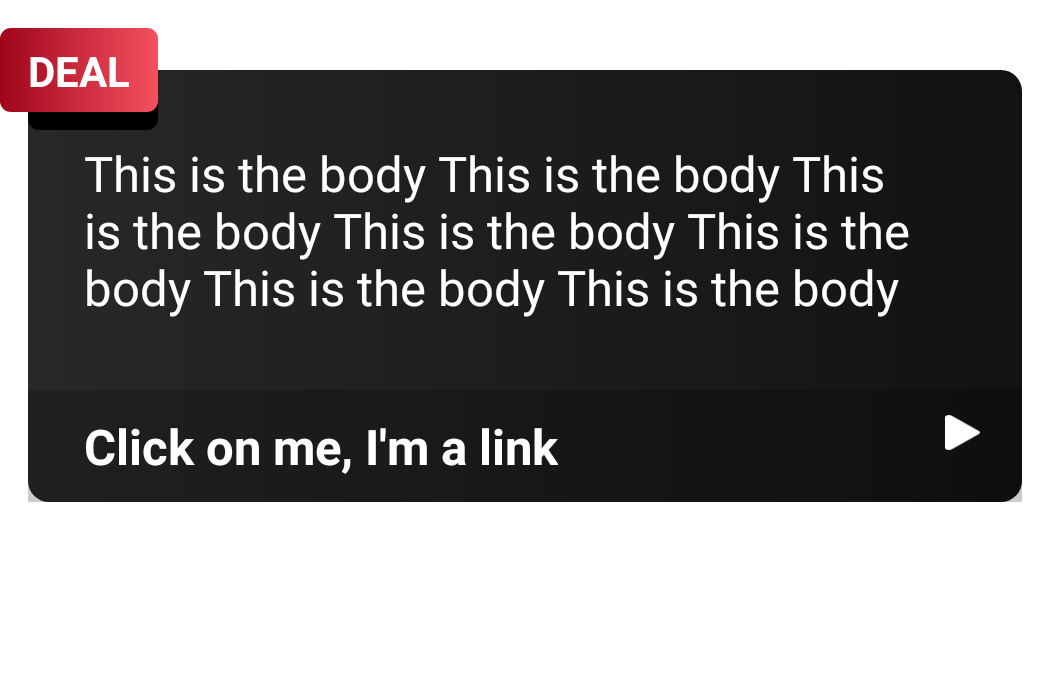 DEAL
This is the body This is the body This
is the body This is the body This is the
body This is the body This is the body
Click on me, I'm a link